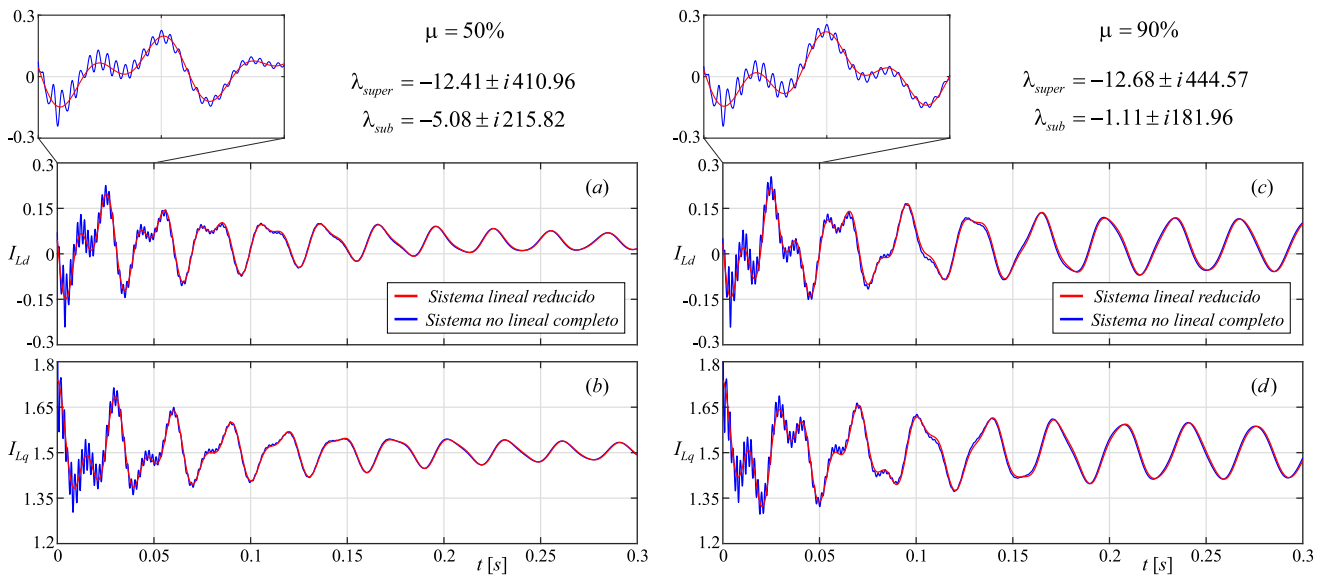 0.3
0
-0.3
μ = 50%
λsuper = −12.41 ± i 410.96
λsub = −5.08 ± i 215.82
0.3
0.15
0
-0.15
-0.3
ILd
(a)
Sistema lineal reducido
Sistema no lineal completo
1.8
1.65
1.5
1.35
1.2
ILq
(b)
0 0.05 0.1 0.15 0.2 0.25 0.3
t [s]
0.3
0
-0.3
μ = 90%
λsuper = −12.68 ± i 444.57
λsub = −1.11 ± i181.96
0.3
0.15
0
-0.15
-0.3
ILd
(c)
Sistema lineal reducido
Sistema no lineal completo
1.8
1.65
1.5
1.35
1.2
ILq
(d)
0 0.05 0.1 0.15 0.2 0.25 0.3
t [s]